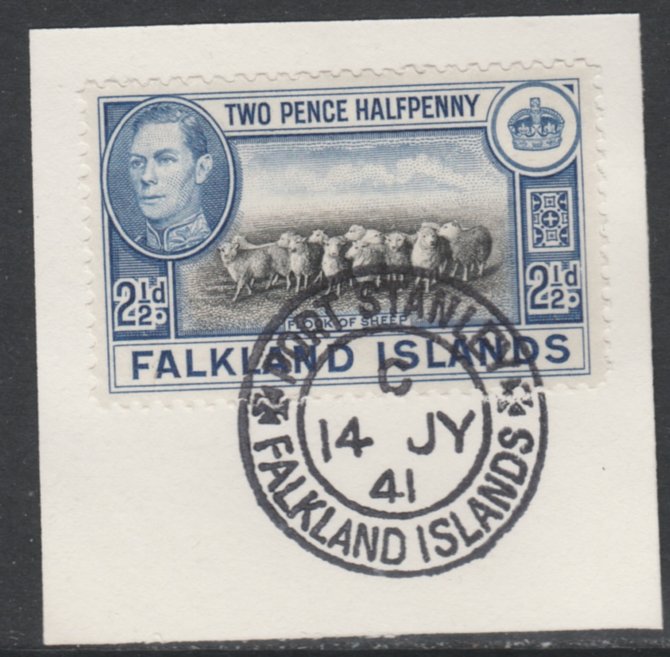 TWO PENCE HALFPENNY
2½d
2½d
FLOCK OF SHEEP
FALKLAND ISLANDS
PORT STANLEY
C
14 JY
41
FALKLAND ISLANDS